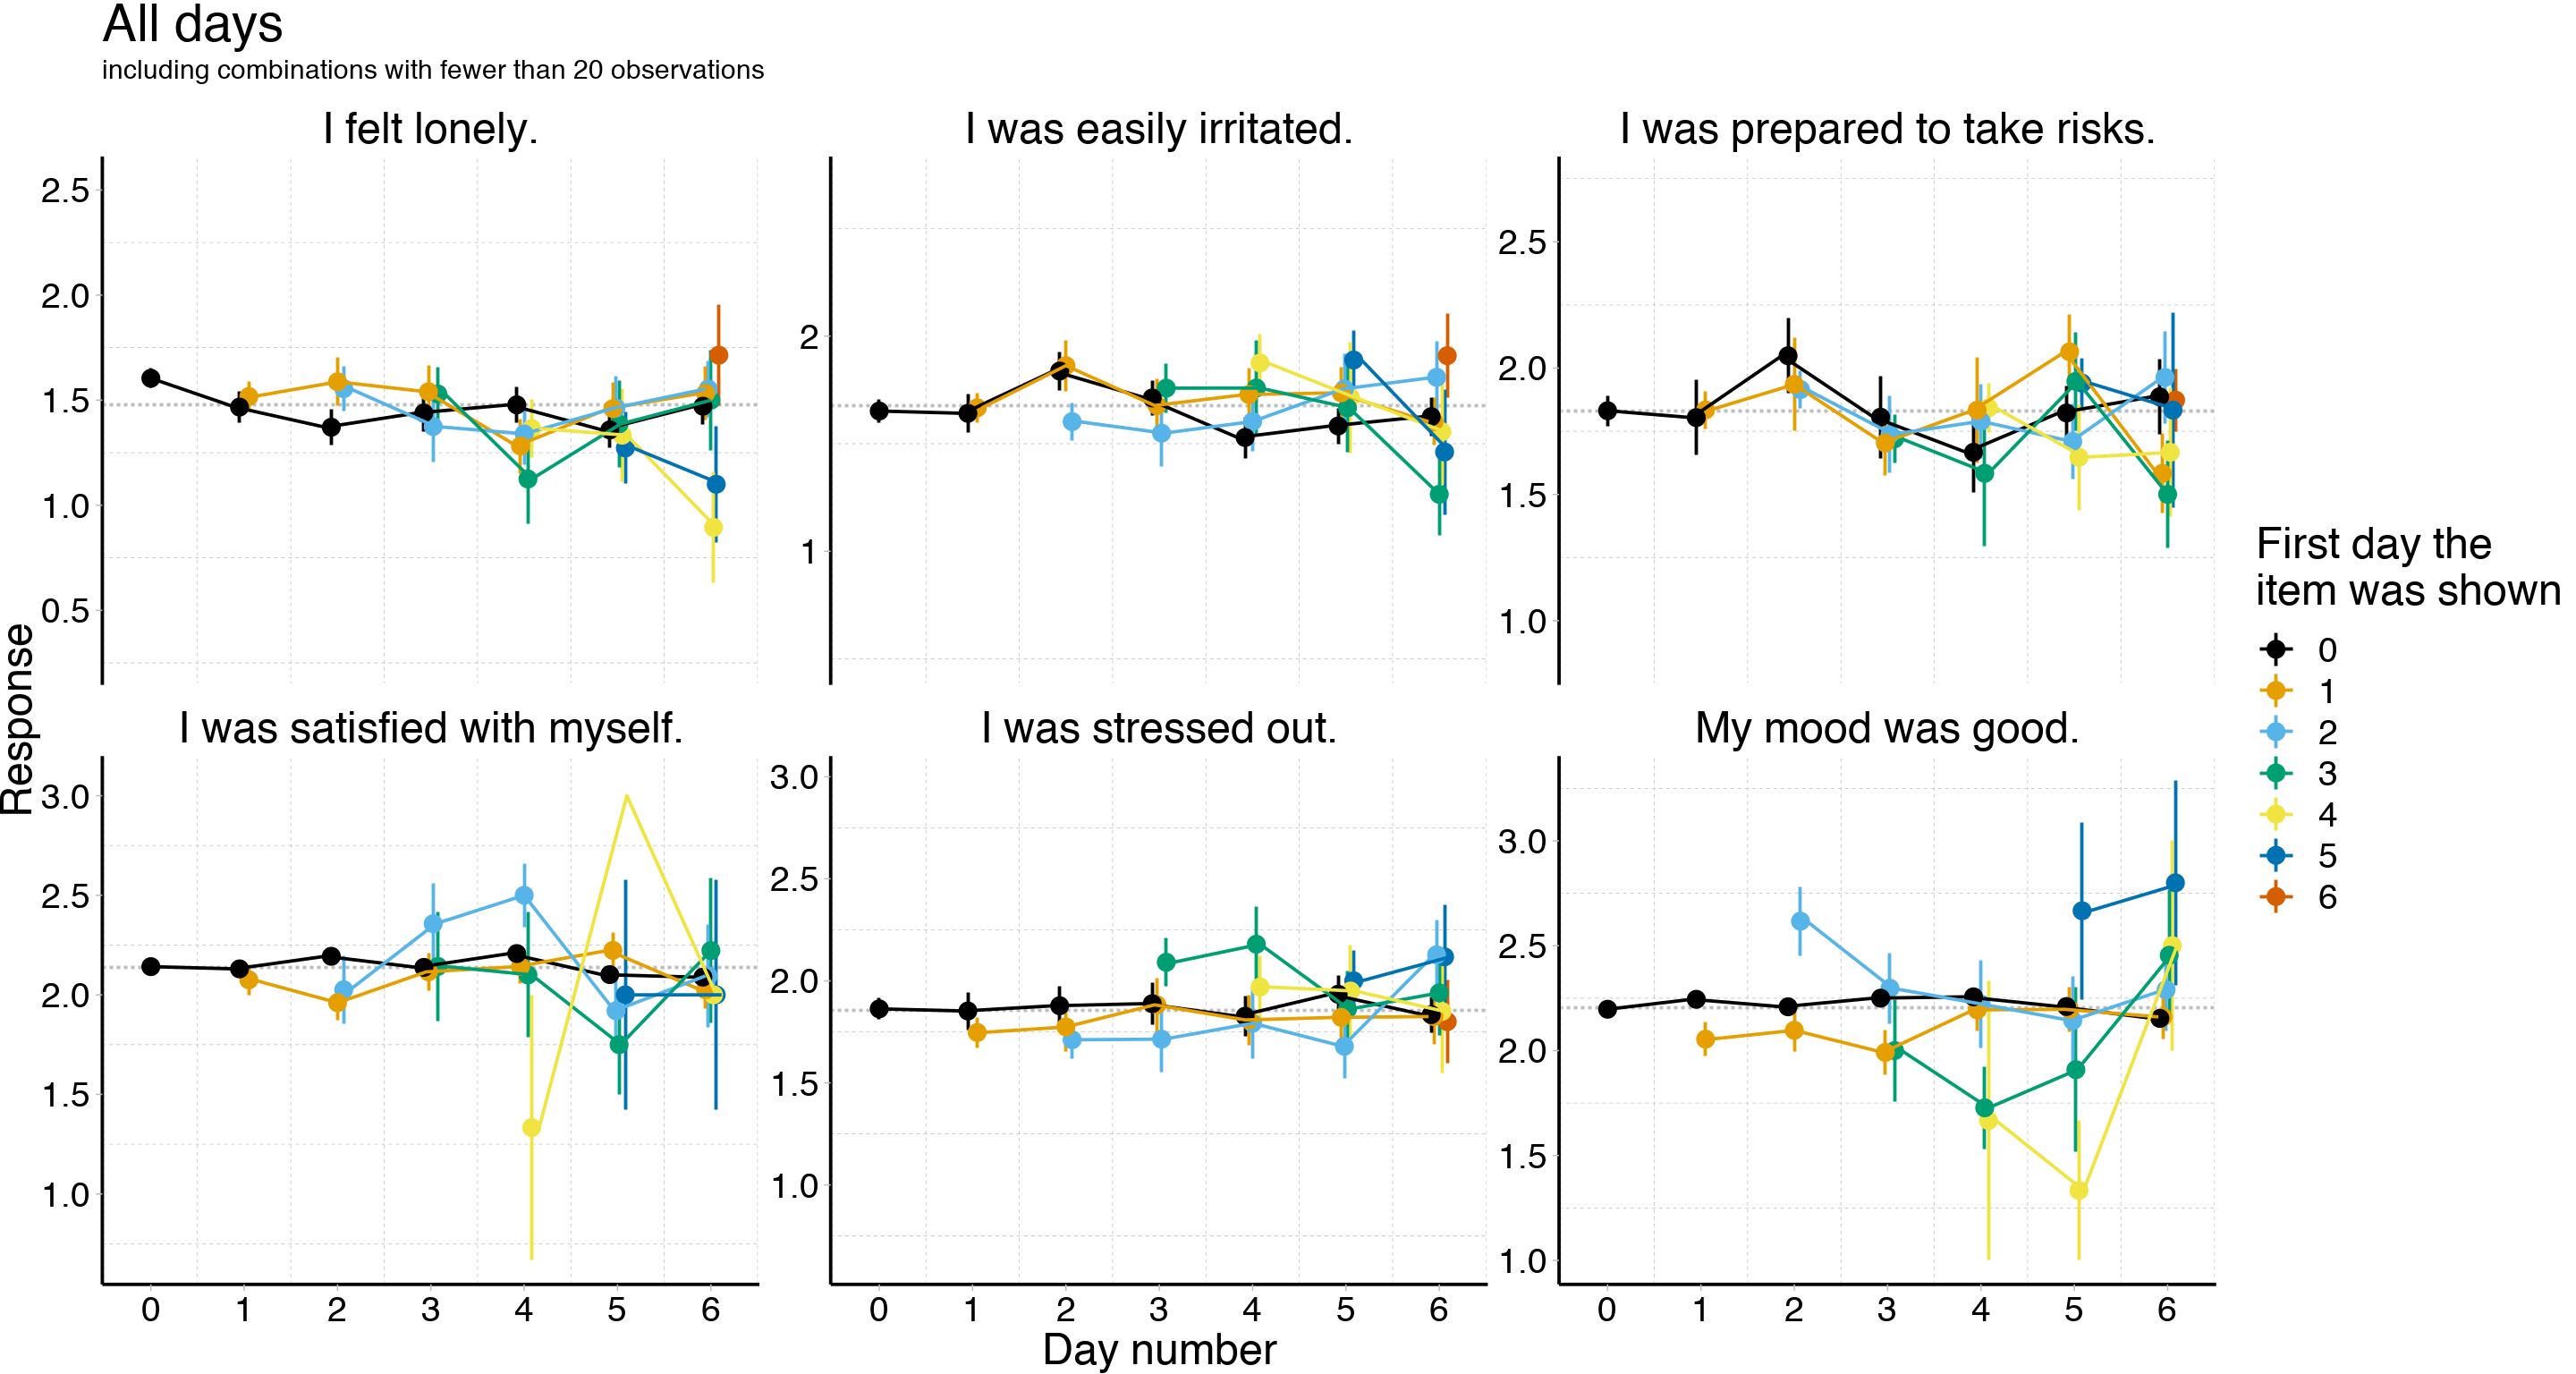 All days
including combinations with fewer than 20 observations
I felt lonely.
I was easily irritated.
I was prepared to take risks.
2.5
2.0
1.5
1.0
0.5
2
1
2.5
2.0
1.5
1.0
Response
I was satisfied with myself.
I was stressed out.
My mood was good.
3.0
2.5
2.0
1.5
1.0
3.0
2.5
2.0
1.5
1.0
3.0
2.5
2.0
1.5
1.0
0 1 2 3 4 5 6
0 1 2 3 4 5 6
0 1 2 3 4 5 6
Day number
First day the
item was shown
0
1
2
3
4
5
6